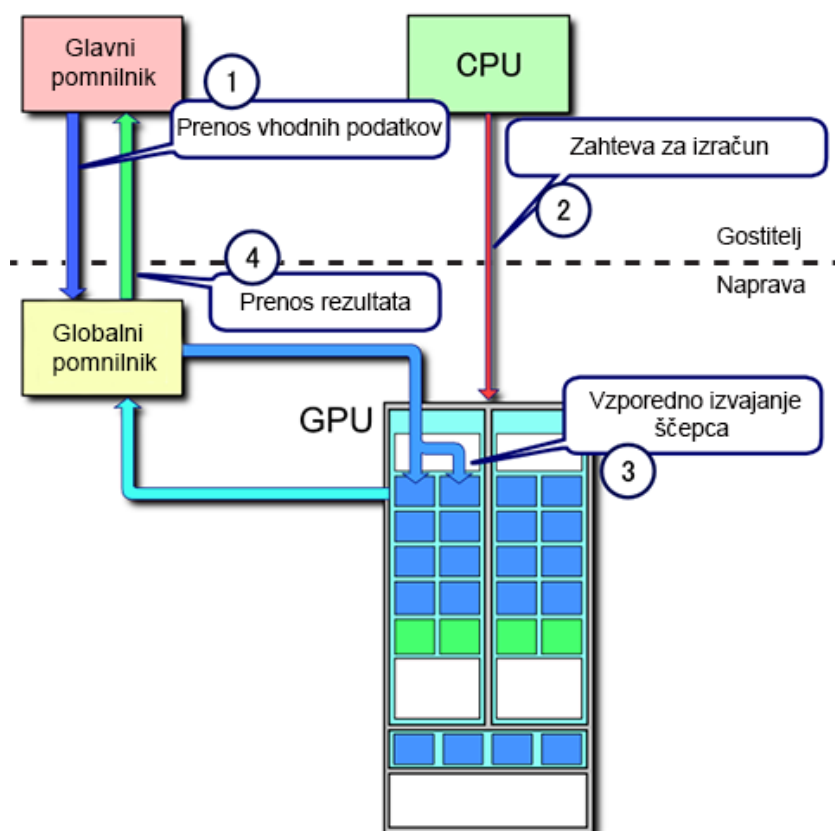 Glavni
pomnilnik
CPU
1
Prenos vhodnih podatkov
Zahteva za izračun
2
Gostitelj
4
Prenos rezultata
Naprava
Globalni
pomnilnik
GPU
Vzporedno izvajanje
ščepca
3